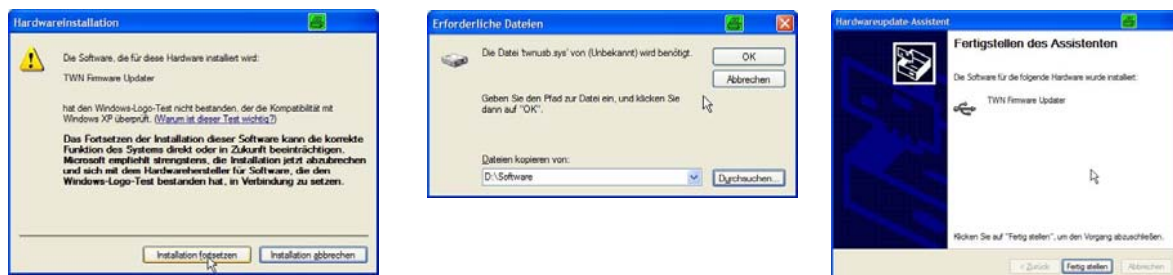 Hardwareinstallation
Die Software, die für diese Hardware installiert wird:
TWN Firmware Updater
hat den Windows-Logo-Test nicht bestanden, der die Kompatibilität mit
Windows XP überprüft. (Warum ist dieser Test wichtig?)
Das Fortsetzen der Installation dieser Software kann die korrekte
Funktion des Systems direkt oder in Zukunft beeinträchtigen.
Microsoft empfiehlt strengstens, die Installation jetzt abzubrechen
und sich mit dem Hardwarehersteller für Software, die den
Windows-Logo-Test bestanden hat, in Verbindung zu setzen.
Installation fortsetzen
Installation abbrechen
Erforderliche Dateien
Die Datei 'twnusb.sys' von (Unbekannt) wird benötigt.
OK
Abbrechen
Geben Sie den Pfad zur Datei ein, und klicken Sie
dann auf "OK".
Dateien kopieren von:
D:\Software
Durchsuchen...
Hardwareupdate-Assistent
Fertigstellen des Assistenten
Die Software für die folgende Hardware wurde installiert:
TWN Firmware Updater
Klicken Sie auf "Fertig stellen", um den Vorgang abzuschließen.
< Zurück
Fertig stellen
Abbrechen